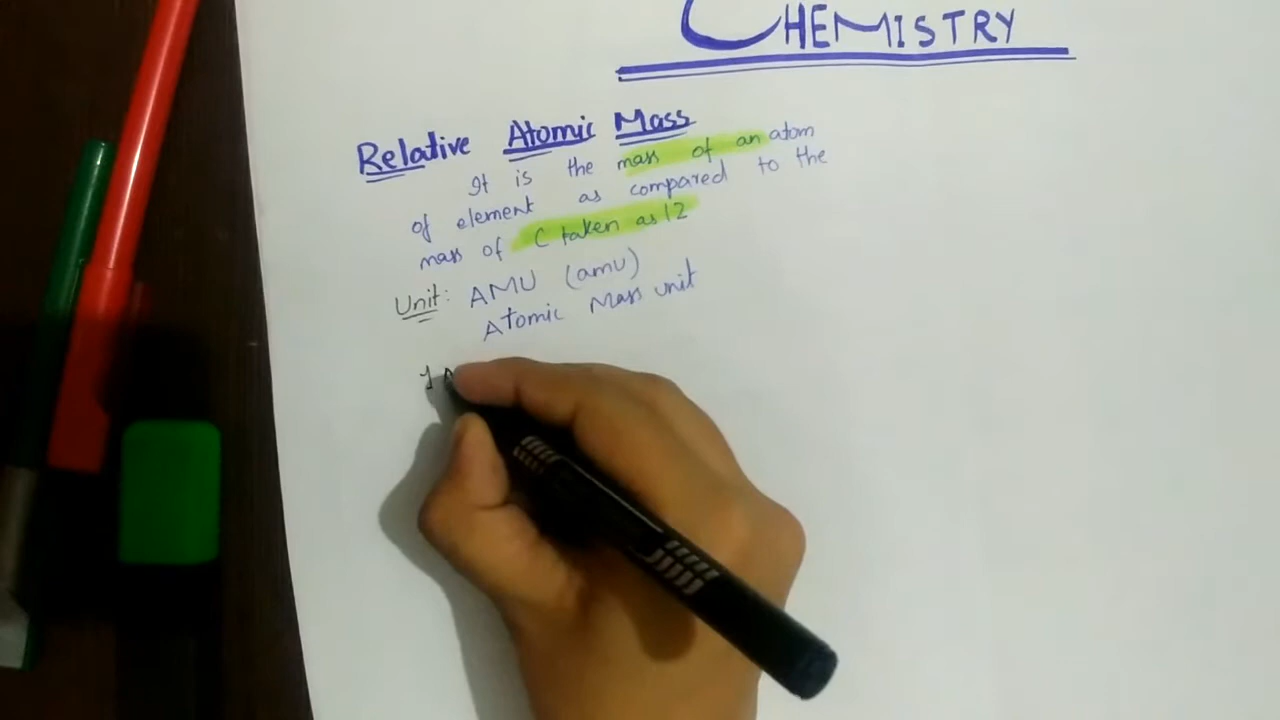 CHEMISTRY
Relative Atomic Mass
It is the mass of an atom
of element as compared to the
mass of C taken as 12
Unit: AMU (amu)
Atomic Mass unit
1